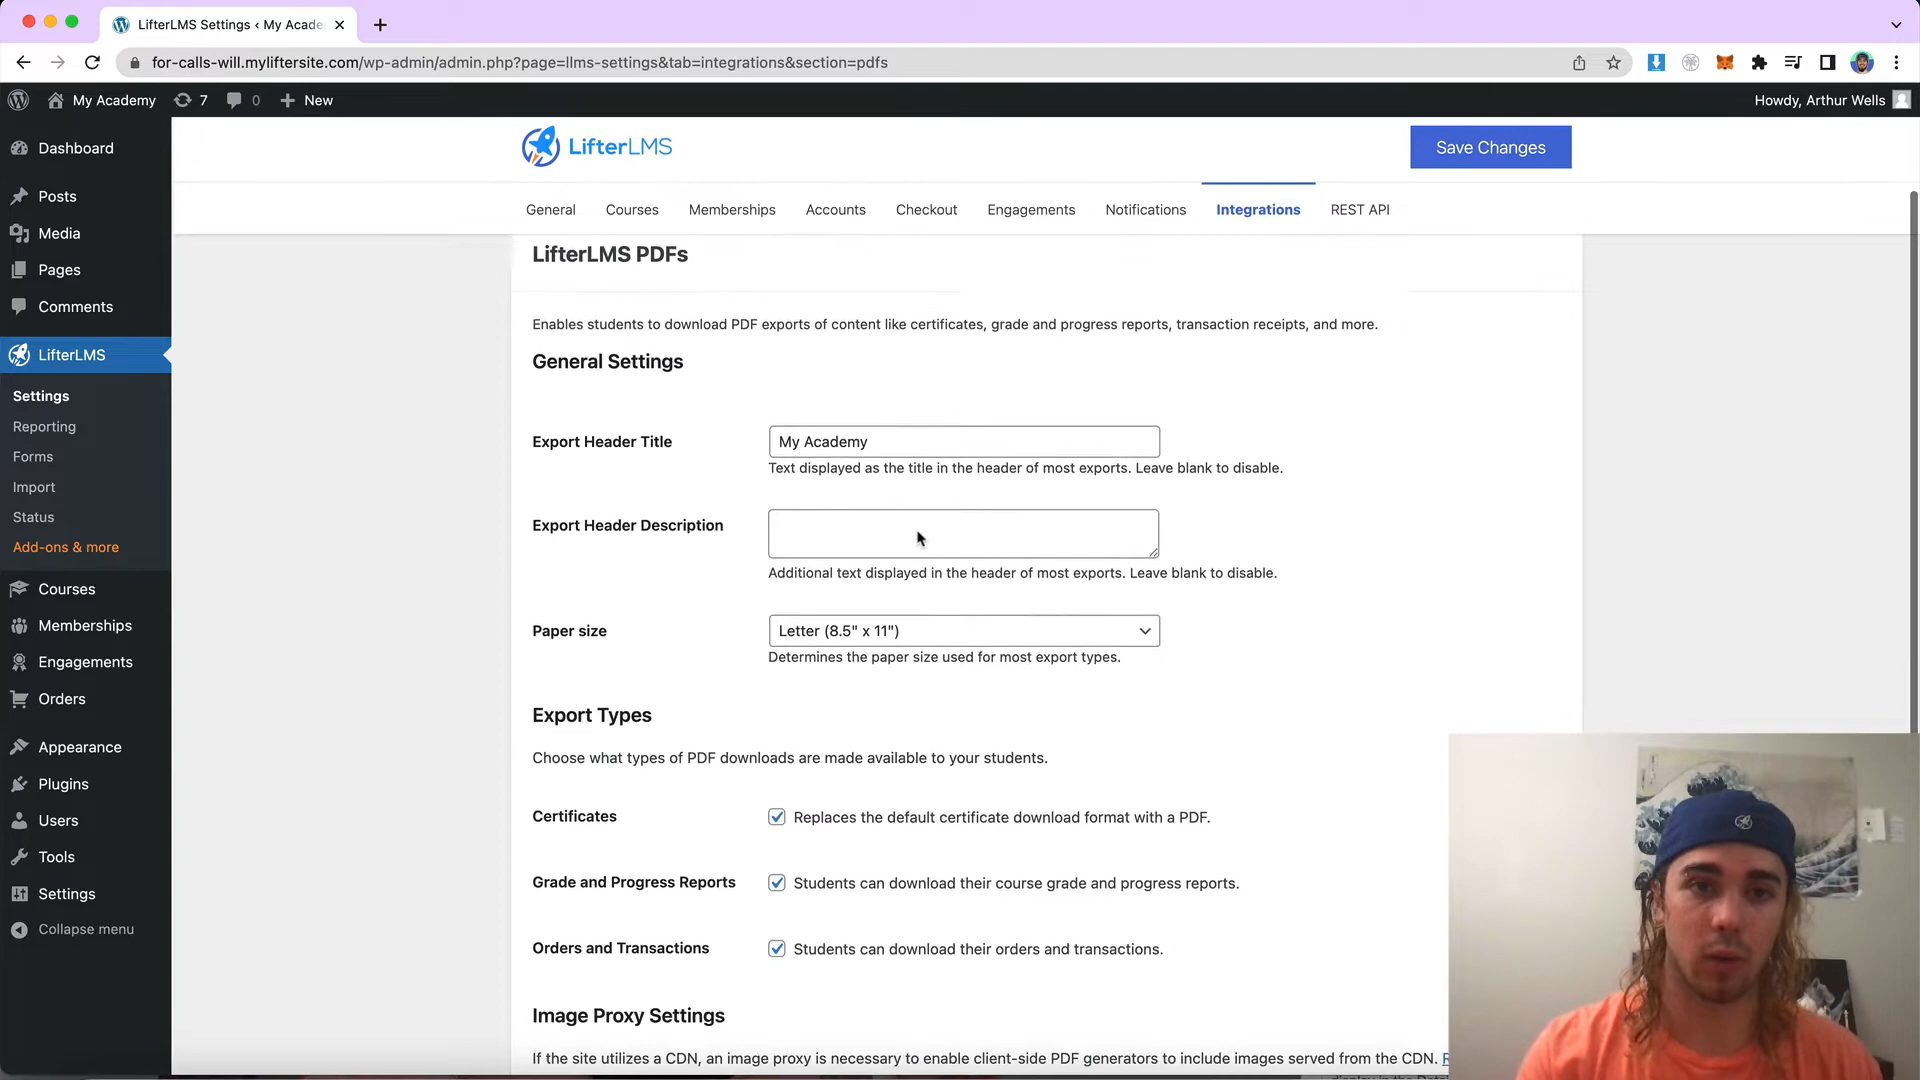 LifterLMS Settings ‹ My Acade
for-calls-will.myliftersite.com/wp-admin/admin.php?page=llms-settings&tab=integrations&section=pdfs
My Academy 7 0 New
Howdy, Arthur Wells
Dashboard
Posts
Media
Pages
Comments
LifterLMS
Settings
Reporting
Forms
Import
Status
Add-ons & more
Courses
Memberships
Engagements
Orders
Appearance
Plugins
Users
Tools
Settings
Collapse menu
LifterLMS
Save Changes
General Courses Memberships Accounts Checkout Engagements Notifications Integrations REST API
LifterLMS PDFs
Enables students to download PDF exports of content like certificates, grade and progress reports, transaction receipts, and more.
General Settings
Export Header Title
My Academy
Text displayed as the title in the header of most exports. Leave blank to disable.
Export Header Description
Additional text displayed in the header of most exports. Leave blank to disable.
Paper size
Letter (8.5" x 11")
Determines the paper size used for most export types.
Export Types
Choose what types of PDF downloads are made available to your students.
Certificates
Replaces the default certificate download format with a PDF.
Grade and Progress Reports
Students can download their course grade and progress reports.
Orders and Transactions
Students can download their orders and transactions.
Image Proxy Settings
If the site utilizes a CDN, an image proxy is necessary to enable client-side PDF generators to include images served from the CDN.